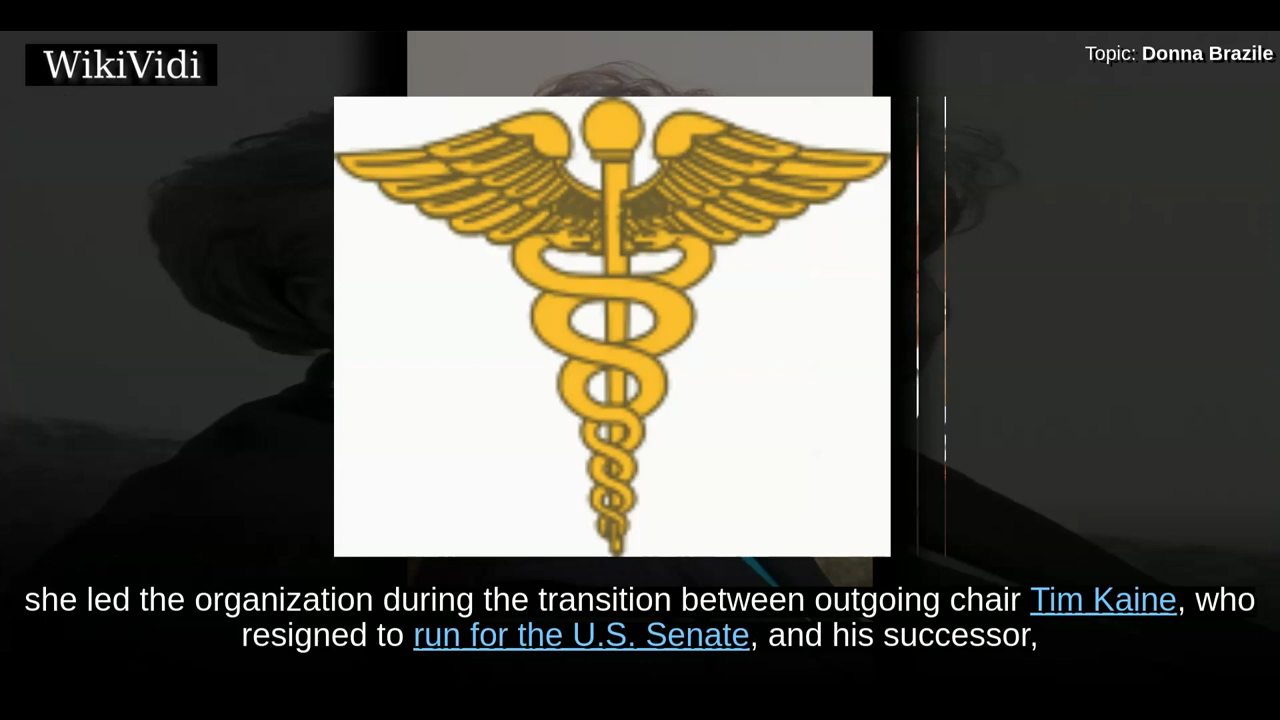 WikiVidi
Topic: Donna Brazile
she led the organization during the transition between outgoing chair Tim Kaine, who
resigned to run for the U.S. Senate, and his successor,